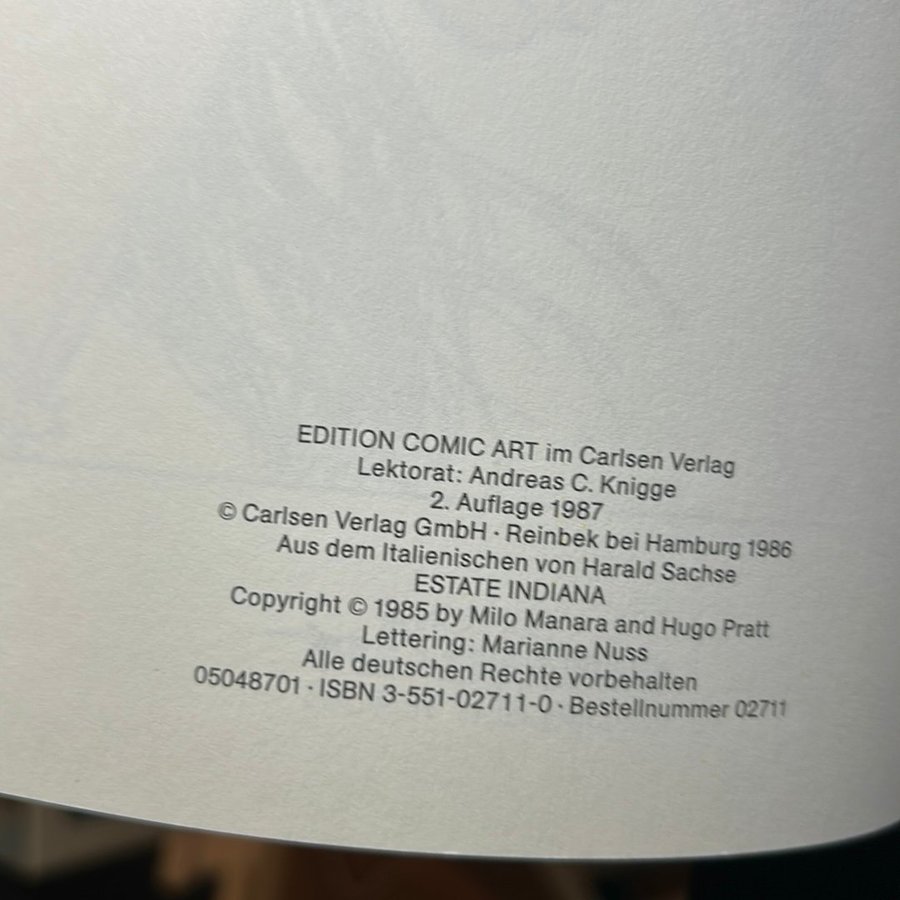 EDITION COMIC ART im Carlsen Verlag
Lektorat: Andreas C. Knigge
2. Auflage 1987
© Carlsen Verlag GmbH · Reinbek bei Hamburg 1986
Aus dem Italienischen von Harald Sachse
ESTATE INDIANA
Copyright © 1985 by Milo Manara and Hugo Pratt
Lettering: Marianne Nuss
Alle deutschen Rechte vorbehalten
05048701 · ISBN 3-551-02711-0 · Bestellnummer 02711